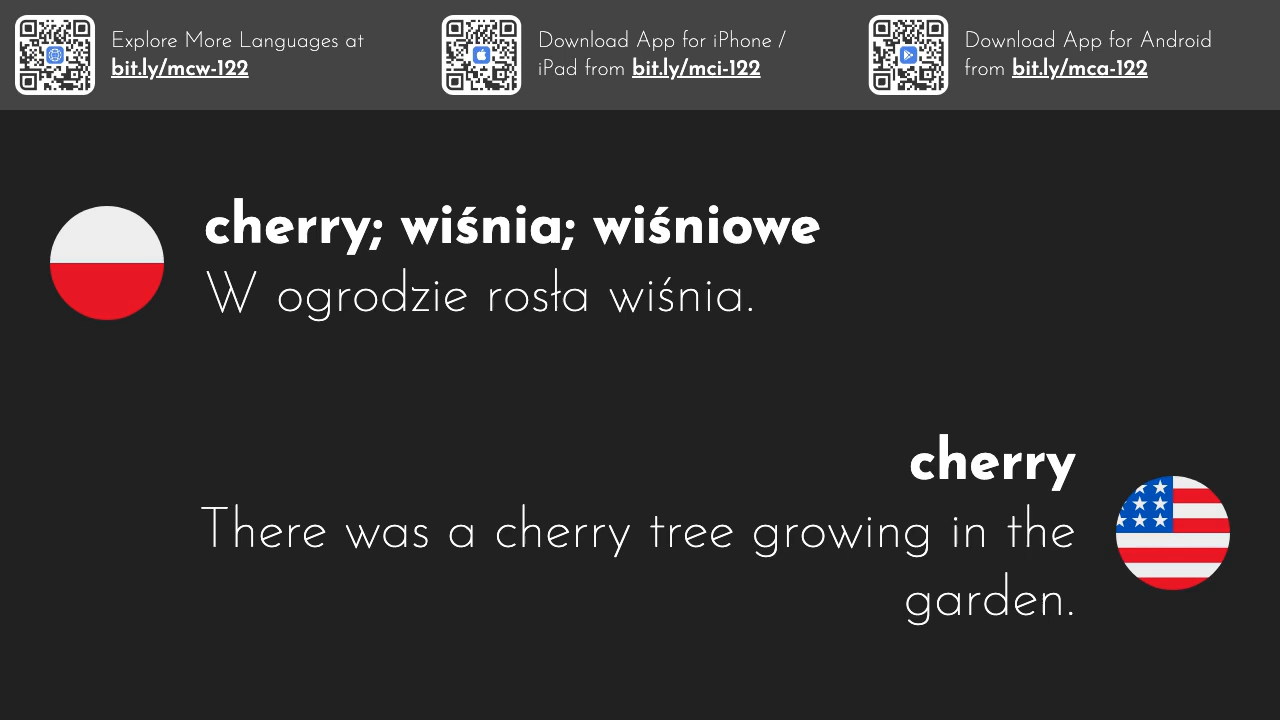 Explore More Languages at
bit.ly/mcw-122
Download App for iPhone /
iPad from bit.ly/mci-122
Download App for Android
from bit.ly/mca-122
cherry; wiśnia; wiśniowe
W ogrodzie rosła wiśnia.
cherry
There was a cherry tree growing in the
garden.